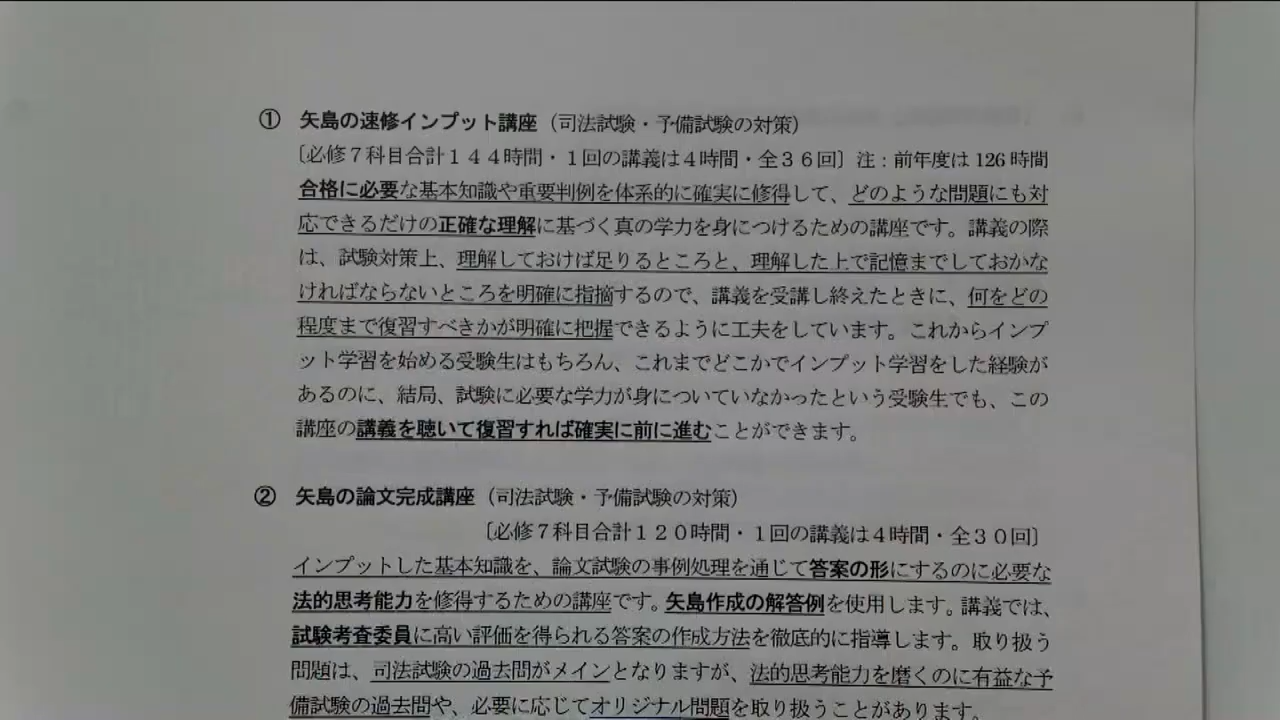 ① 矢島の速修インプット講座（司法試験・予備試験の対策）
〔必修７科目合計１４４時間・１回の講義は４時間・全３６回〕注：前年度は 126 時間
合格に必要な基本知識や重要判例を体系的に確実に修得して、どのような問題にも対
応できるだけの正確な理解に基づく真の学力を身につけるための講座です。講義の際
は、試験対策上、理解しておけば足りるところと、理解した上で記憶までしておかな
ければならないところを明確に指摘するので、講義を受講し終えたときに、何をどの
程度まで復習すべきかが明確に把握できるように工夫をしています。これからインプ
ット学習を始める受験生はもちろん、これまでどこかでインプット学習をした経験が
あるのに、結局、試験に必要な学力が身についていなかったという受験生でも、この
講座の講義を聴いて復習すれば確実に前に進むことができます。
② 矢島の論文完成講座（司法試験・予備試験の対策）
〔必修７科目合計１２０時間・１回の講義は４時間・全３０回〕
インプットした基本知識を、論文試験の事例処理を通じて答案の形にするのに必要な
法的思考能力を修得するための講座です。矢島作成の解答例を使用します。講義では、
試験考査委員に高い評価を得られる答案の作成方法を徹底的に指導します。取り扱う
問題は、司法試験の過去問がメインとなりますが、法的思考能力を磨くのに有益な予
備試験の過去問や、必要に応じてオリジナル問題を取り扱うことがあります。